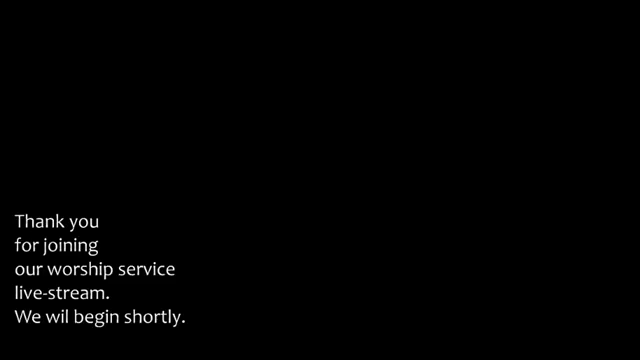 Thank you
for joining
our worship service
live-stream.
We wil begin shortly.